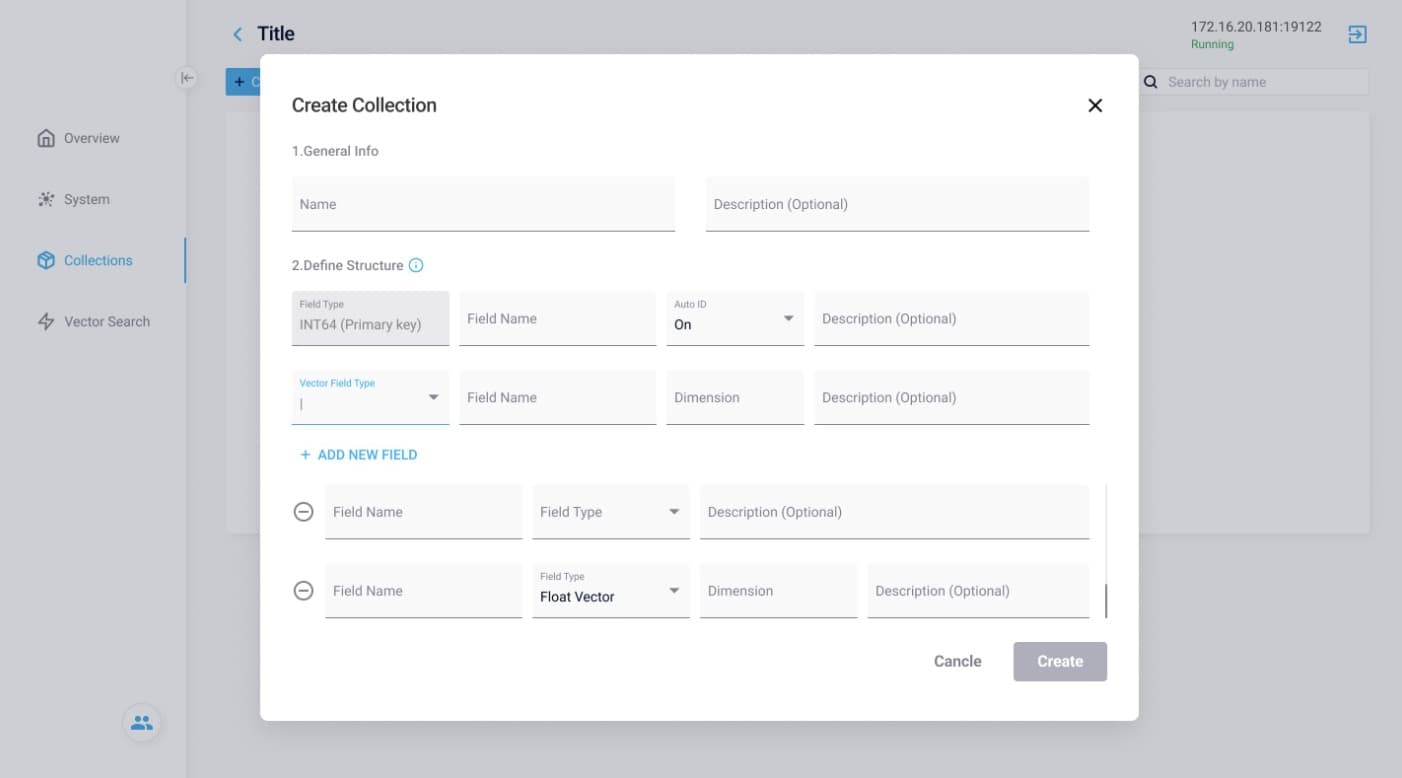 Title
172.16.20.181:19122
Running
+ C
Search by name
Overview
System
Collections
Vector Search
Create Collection
1.General Info
Name
Description (Optional)
2.Define Structure
Field Type
INT64 (Primary key)
Field Name
Auto ID
On
Description (Optional)
Vector Field Type
Field Name
Dimension
Description (Optional)
+ ADD NEW FIELD
Field Name
Field Type
Description (Optional)
Field Name
Field Type
Float Vector
Dimension
Description (Optional)
Cancle
Create